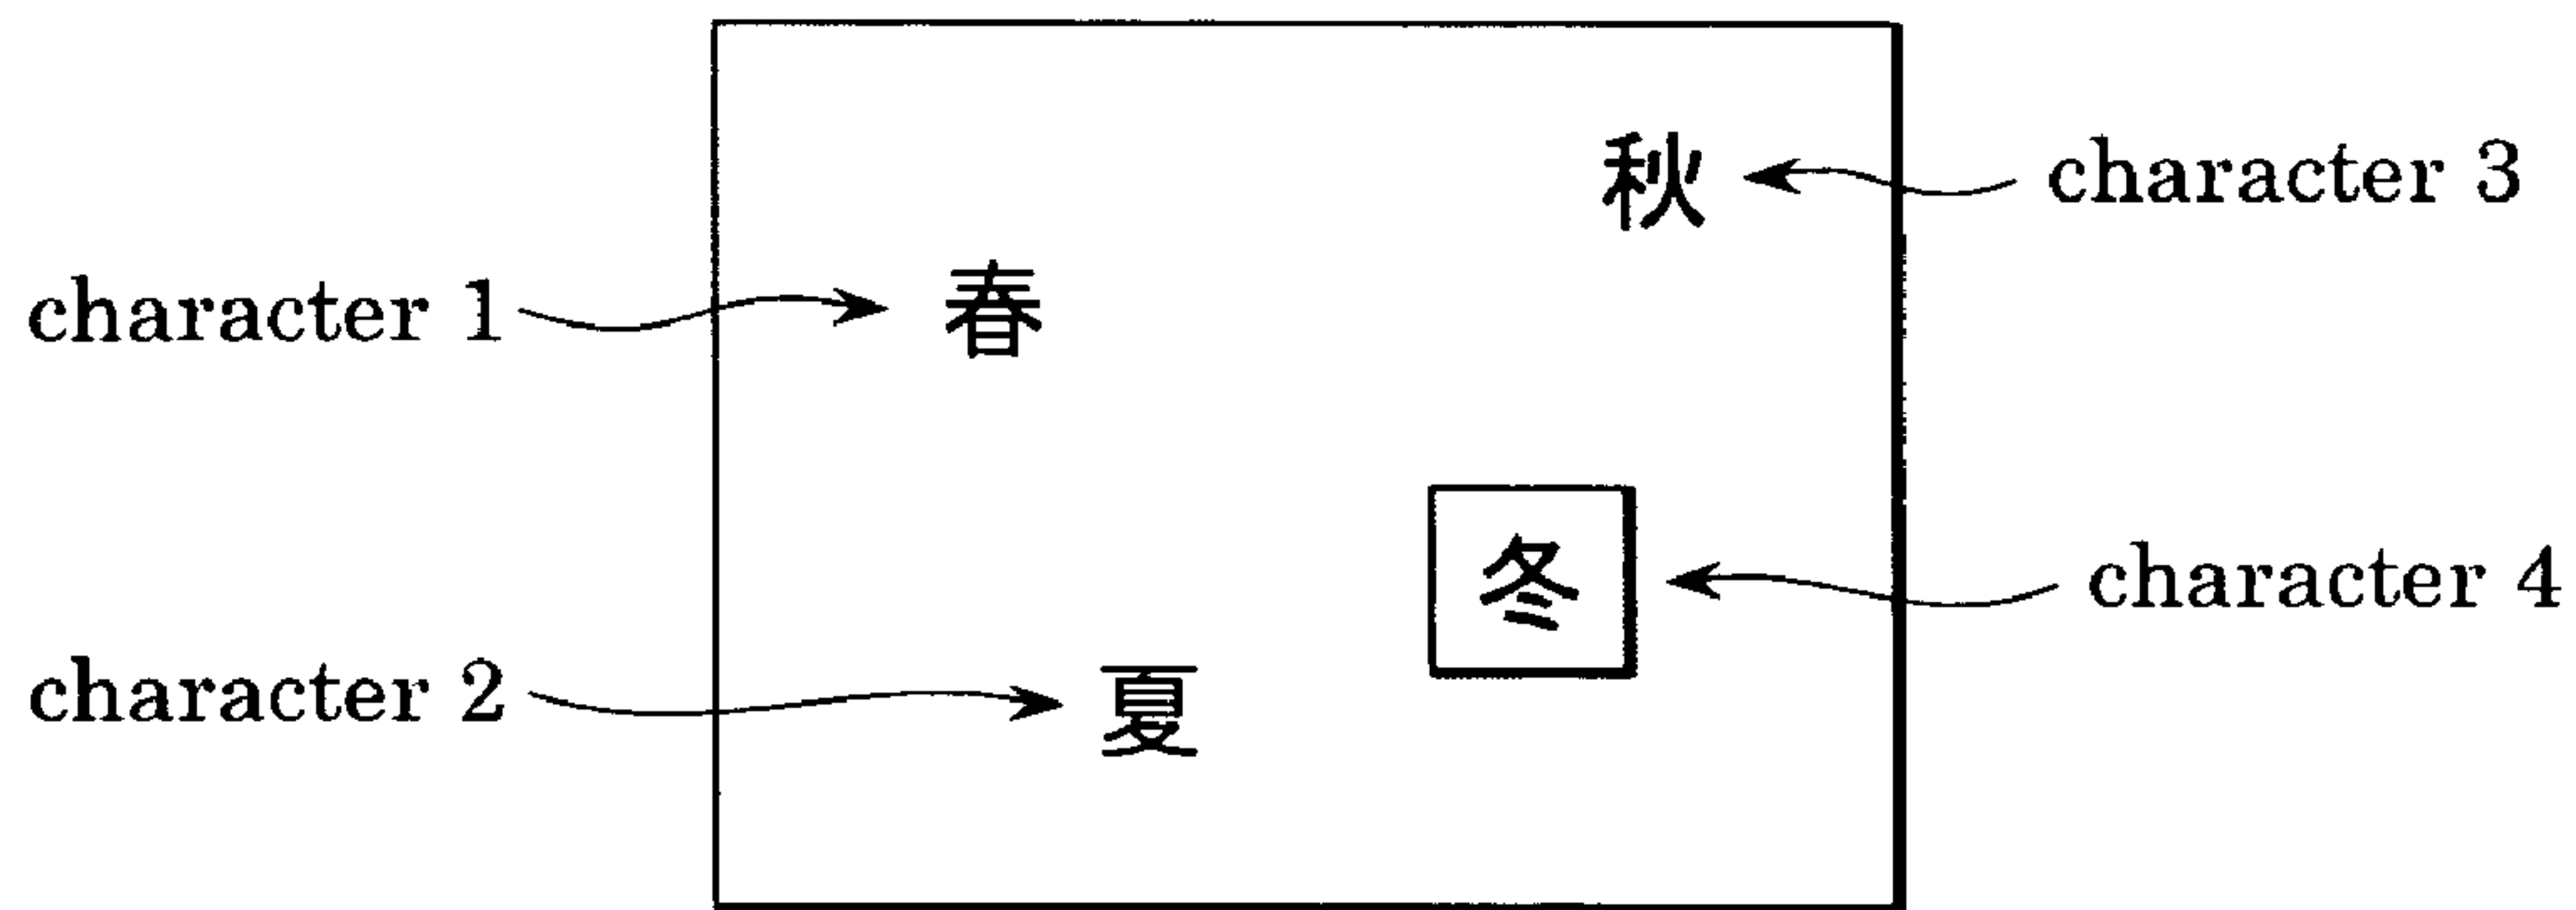 秋
character 3
春
character 1
冬
character 4
夏
character 2